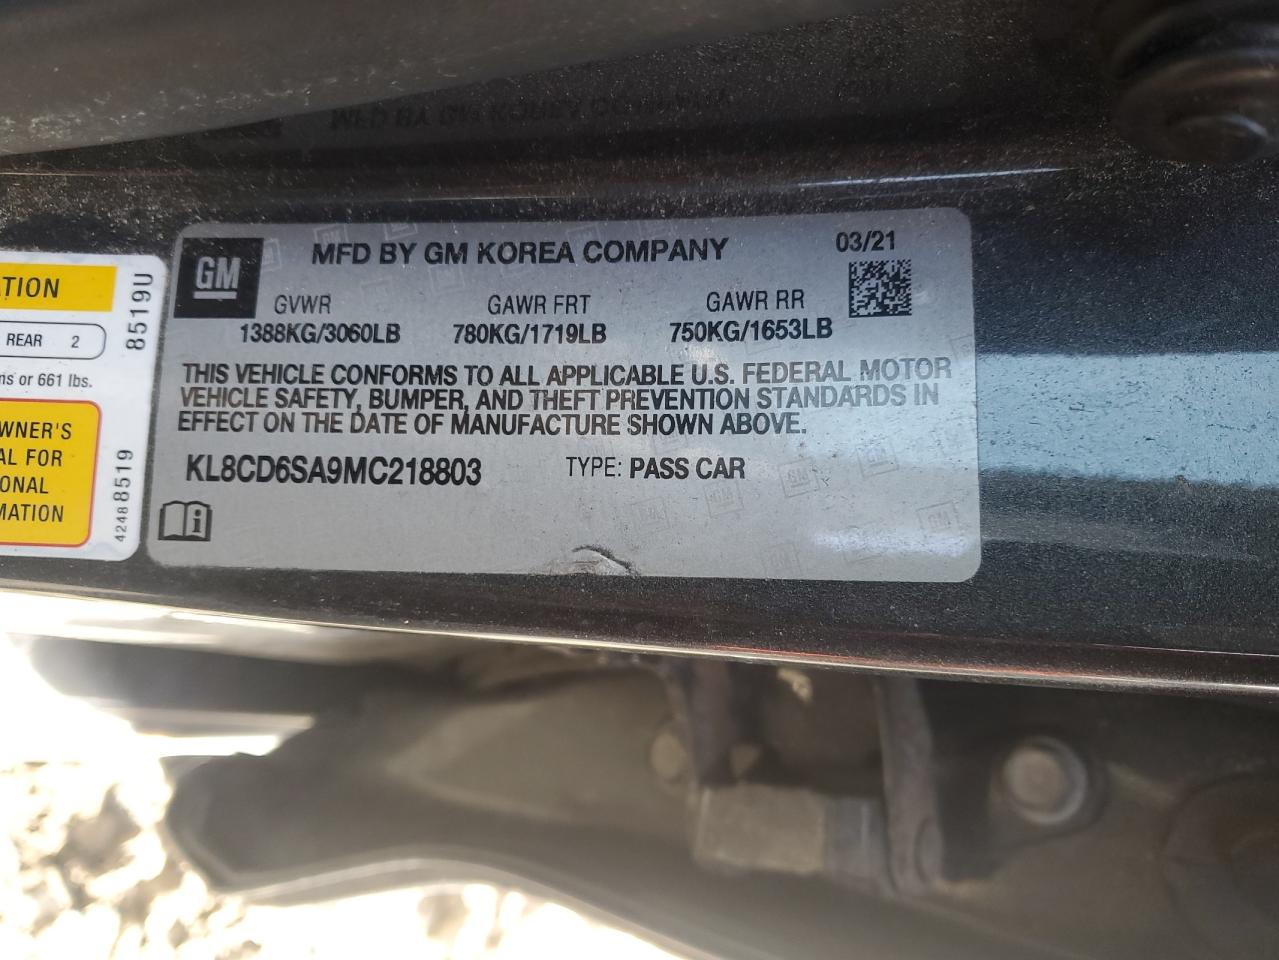 GM
MFD BY GM KOREA COMPANY
03/21
GVWR
GAWR FRT
GAWR RR
1388KG/3060LB
780KG/1719LB
750KG/1653LB
THIS VEHICLE CONFORMS TO ALL APPLICABLE U.S. FEDERAL MOTOR
VEHICLE SAFETY, BUMPER, AND THEFT PREVENTION STANDARDS IN
EFFECT ON THE DATE OF MANUFACTURE SHOWN ABOVE.
KL8CD6SA9MC218803
TYPE: PASS CAR
TION
REAR 2
ns or 661 lbs.
WNER'S
AL FOR
ONAL
MATION
8519U
42488519